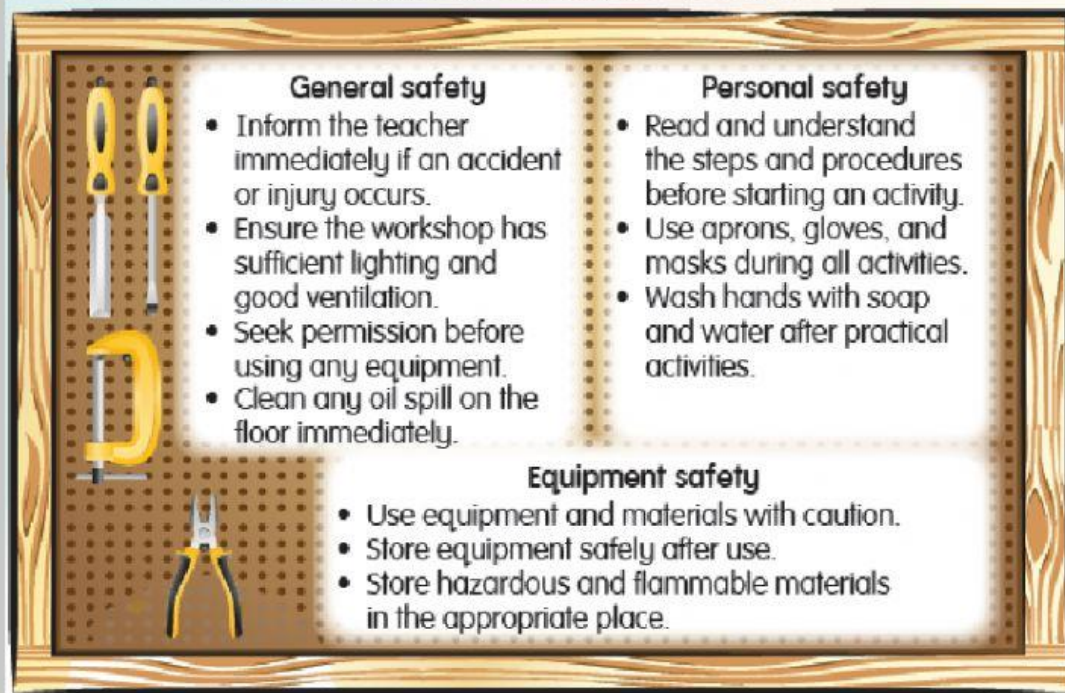 General safety
• Inform the teacher
immediately if an accident
or injury occurs.
• Ensure the workshop has
sufficient lighting and
good ventilation.
• Seek permission before
using any equipment.
• Clean any oil spill on the
floor immediately.
Personal safety
• Read and understand
the steps and procedures
before starting an activity.
• Use aprons, gloves, and
masks during all activities.
• Wash hands with soap
and water after practical
activities.
Equipment safety
• Use equipment and materials with caution.
• Store equipment safely after use.
• Store hazardous and flammable materials
in the appropriate place.